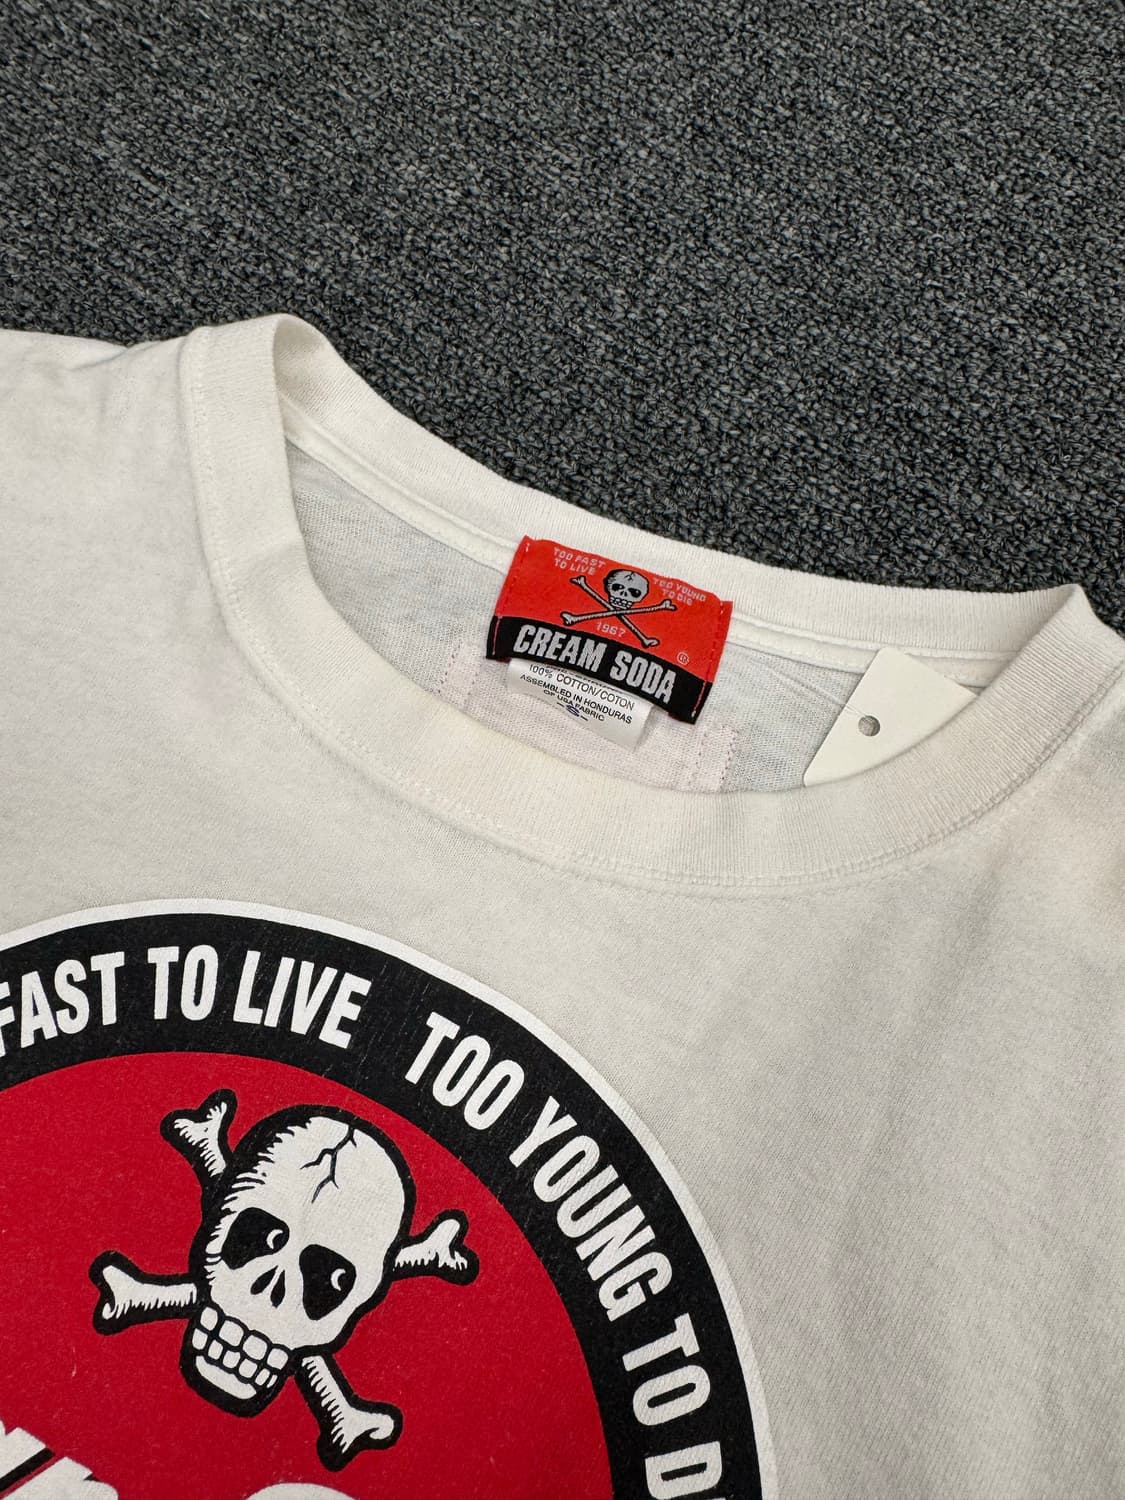 TOO FAST
TO LIVE
TOO YOUNG
TO DIE
1967
CREAM SODA
®
100% COTTON/COTON
ASSEMBLED IN HONDURAS
OF USA FABRIC
-S-
FAST TO LIVE TOO YOUNG TO D